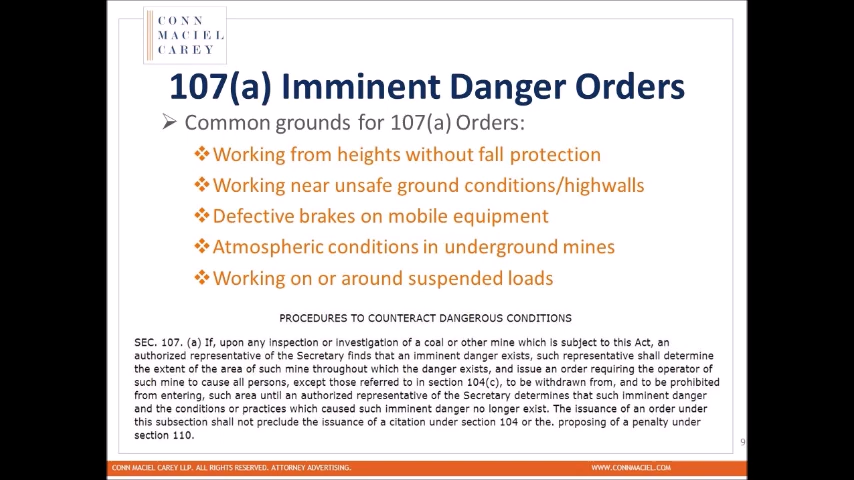 CONN
MACIEL
CAREY
107(a) Imminent Danger Orders
Common grounds for 107(a) Orders:
Working from heights without fall protection
Working near unsafe ground conditions/highwalls
Defective brakes on mobile equipment
Atmospheric conditions in underground mines
Working on or around suspended loads
PROCEDURES TO COUNTERACT DANGEROUS CONDITIONS
SEC. 107. (a) If, upon any inspection or investigation of a coal or other mine which is subject to this Act, an
authorized representative of the Secretary finds that an imminent danger exists, such representative shall determine
the extent of the area of such mine throughout which the danger exists, and issue an order requiring the operator of
such mine to cause all persons, except those referred to in section 104(c), to be withdrawn from, and to be prohibited
from entering, such area until an authorized representative of the Secretary determines that such imminent danger
and the conditions or practices which caused such imminent danger no longer exist. The issuance of an order under
this subsection shall not preclude the issuance of a citation under section 104 or the. proposing of a penalty under
section 110.
9
CONN MACIEL CAREY LLP. ALL RIGHTS RESERVED. ATTORNEY ADVERTISING.
WWW.CONNMACIEL.COM